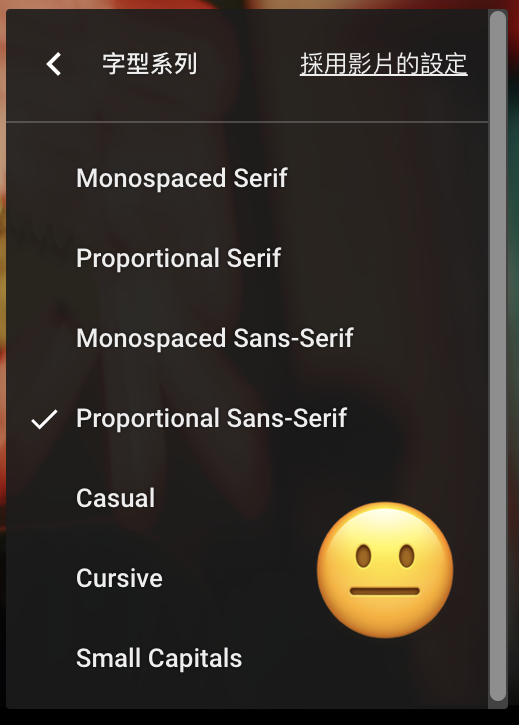 字型系列 採用影片的設定
Monospaced Serif
Proportional Serif
Monospaced Sans-Serif
Proportional Sans-Serif
Casual
Cursive
Small Capitals